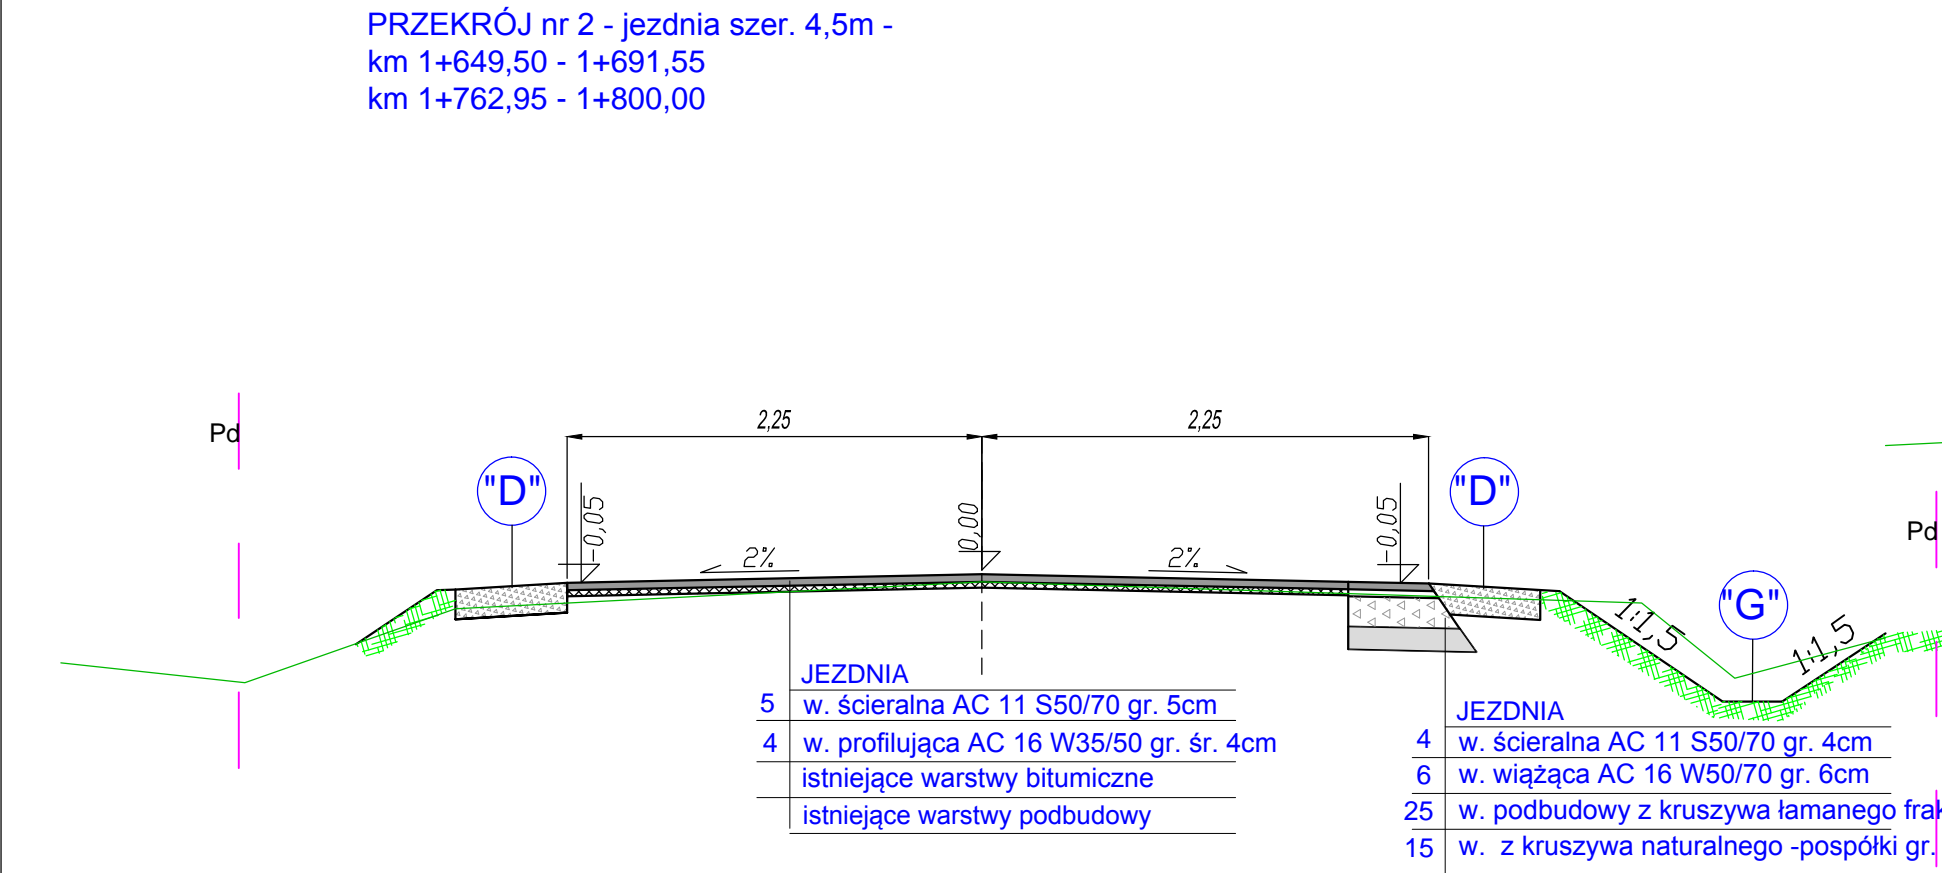 PRZEKRÓJ nr 2 - jezdnia szer. 4,5m -
km 1+649,50 - 1+691,55
km 1+762,95 - 1+800,00
2,25
2,25
Pd
"D"
"D"
-0,05
0,00
-0,05
Pd
2%
2%
"G"
1:1,5
1:1,5
JEZDNIA
5 w. ścieralna AC 11 S50/70 gr. 5cm
4 w. profilująca AC 16 W35/50 gr. śr. 4cm
istniejące warstwy bitumiczne
istniejące warstwy podbudowy
JEZDNIA
4 w. ścieralna AC 11 S50/70 gr. 4cm
6 w. wiążąca AC 16 W50/70 gr. 6cm
25 w. podbudowy z kruszywa łamanego
15 w. z kruszywa naturalnego -pospółki gr.